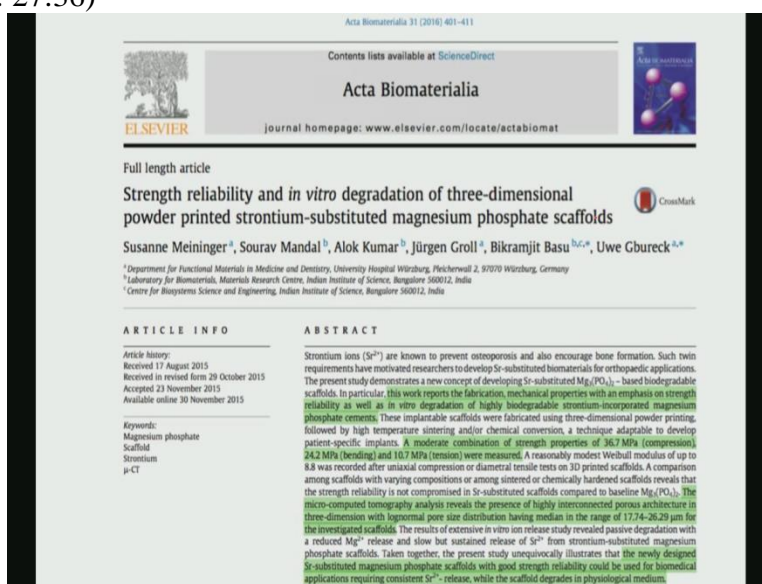 27:36)
Acta Biomaterialia 31 (2016) 401–411
Contents lists available at ScienceDirect
Acta Biomaterialia
ELSEVIER
journal homepage: www.elsevier.com/locate/actabiomat
Full length article
Strength reliability and in vitro degradation of three-dimensional
powder printed strontium-substituted magnesium phosphate scaffolds
CrossMark
Susanne Meininger a, Sourav Mandal b, Alok Kumar b, Jürgen Groll a, Bikramjit Basu b,c,*, Uwe Gbureck a,*
a Department for Functional Materials in Medicine and Dentistry, University Hospital Würzburg, Pleicherwall 2, 97070 Würzburg, Germany
b Laboratory for Biomaterials, Materials Research Centre, Indian Institute of Science, Bangalore 560012, India
c Centre for Biosystems Science and Engineering, Indian Institute of Science, Bangalore 560012, India
ARTICLE INFO
Article history:
Received 17 August 2015
Received in revised form 29 October 2015
Accepted 23 November 2015
Available online 30 November 2015
Keywords:
Magnesium phosphate
Scaffold
Strontium
μ-CT
ABSTRACT
Strontium ions (Sr2+) are known to prevent osteoporosis and also encourage bone formation. Such twin
requirements have motivated researchers to develop Sr-substituted biomaterials for orthopaedic applications.
The present study demonstrates a new concept of developing Sr-substituted Mg3(PO4)2 – based biodegradable
scaffolds. In particular, this work reports the fabrication, mechanical properties with an emphasis on strength
reliability as well as in vitro degradation of highly biodegradable strontium-incorporated magnesium
phosphate cements. These implantable scaffolds were fabricated using three-dimensional powder printing,
followed by high temperature sintering and/or chemical conversion, a technique adaptable to develop
patient-specific implants. A moderate combination of strength properties of 36.7 MPa (compression),
24.2 MPa (bending) and 10.7 MPa (tension) were measured. A reasonably modest Weibull modulus of up to
8.8 was recorded after uniaxial compression or diametral tensile tests on 3D printed scaffolds. A comparison
among scaffolds with varying compositions or among sintered or chemically hardened scaffolds reveals that
the strength reliability is not compromised in Sr-substituted scaffolds compared to baseline Mg3(PO4)2. The
micro-computed tomography analysis reveals the presence of highly interconnected porous architecture in
three-dimension with lognormal pore size distribution having median in the range of 17.74–26.29 μm for
the investigated scaffolds. The results of extensive in vitro ion release study revealed passive degradation with
a reduced Mg2+ release and slow but sustained release of Sr2+ from strontium-substituted magnesium
phosphate scaffolds. Taken together, the present study unequivocally illustrates that the newly designed
Sr-substituted magnesium phosphate scaffolds with good strength reliability could be used for biomedical
applications requiring consistent Sr2+- release, while the scaffold degrades in physiological medium.